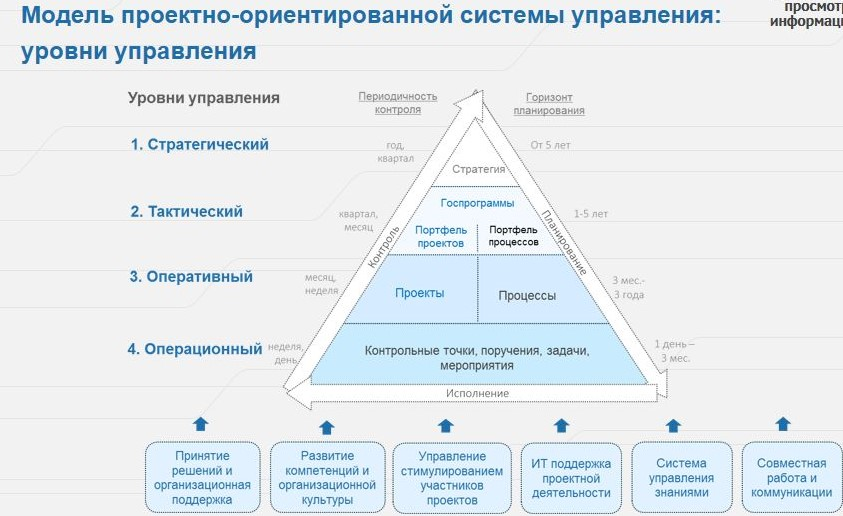 Модель проектно-ориентированной системы управления:
уровни управления
Уровни управления
Периодичность
контроля
Горизонт
планирования
1. Стратегический
год,
квартал
Стратегия
От 5 лет
2. Тактический
квартал,
месяц
Госпрограммы
Портфель
проектов
Портфель
процессов
1-5 лет
Контроль
Планирование
3. Оперативный
месяц,
неделя
Проекты
Процессы
3 мес.-
3 года
4. Операционный
неделя,
день
Контрольные точки, поручения, задачи,
мероприятия
1 день –
3 мес.
Исполнение
Принятие
решений и
организационная
поддержка
Развитие
компетенций и
организационной
культуры
Управление
стимулированием
участников
проектов
ИТ поддержка
проектной
деятельности
Система
управления
знаниями
Совместная
работа и
коммуникации